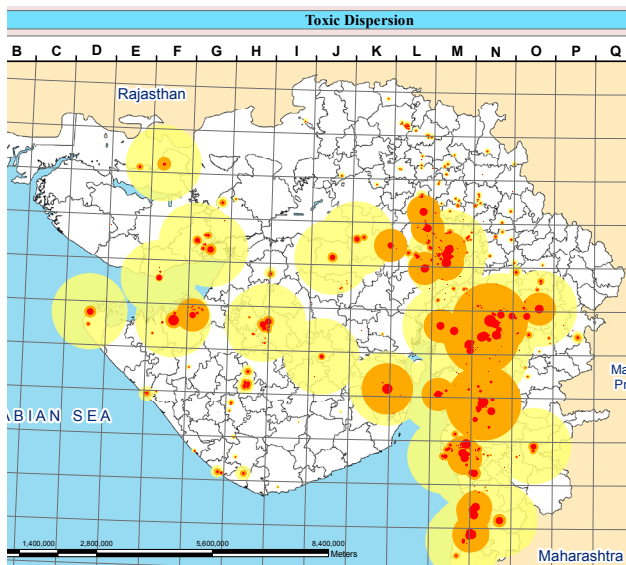 Toxic Dispersion
B C D E F G H I J K L M N O P Q
Rajasthan
Ma
Pr
ABIAN SEA
1,400,000 2,800,000 5,600,000 8,400,000
Meters
Maharashtra